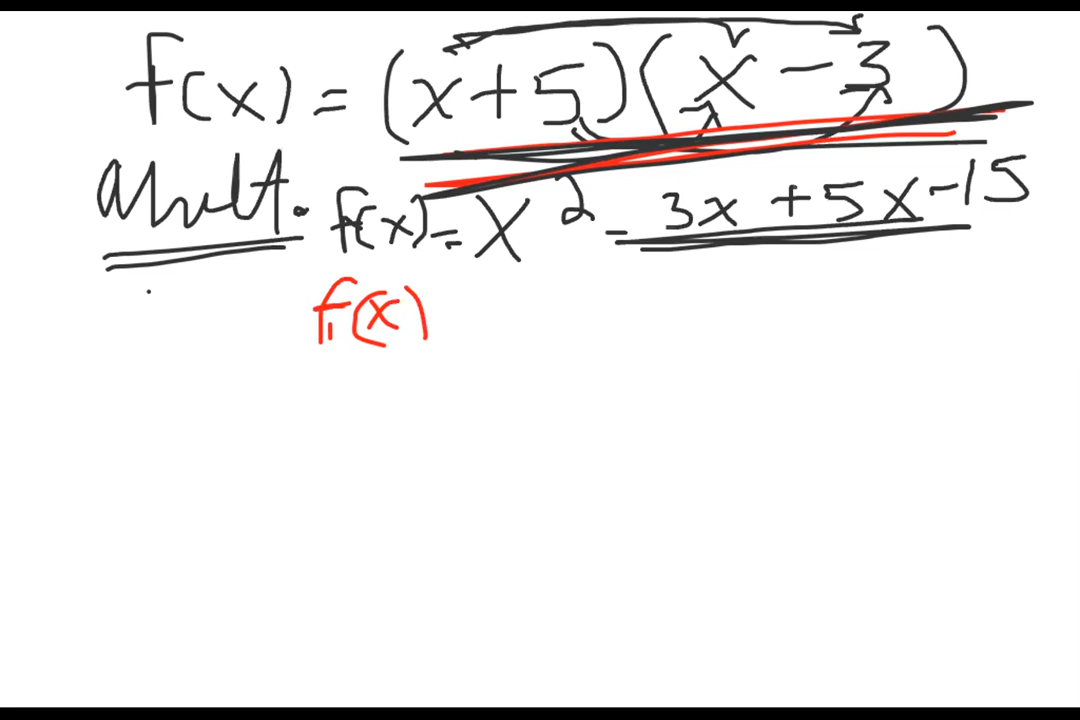 f(x) = (x+5)(x-3)
Mult. f(x) = x² - 3x + 5x - 15
f(x)